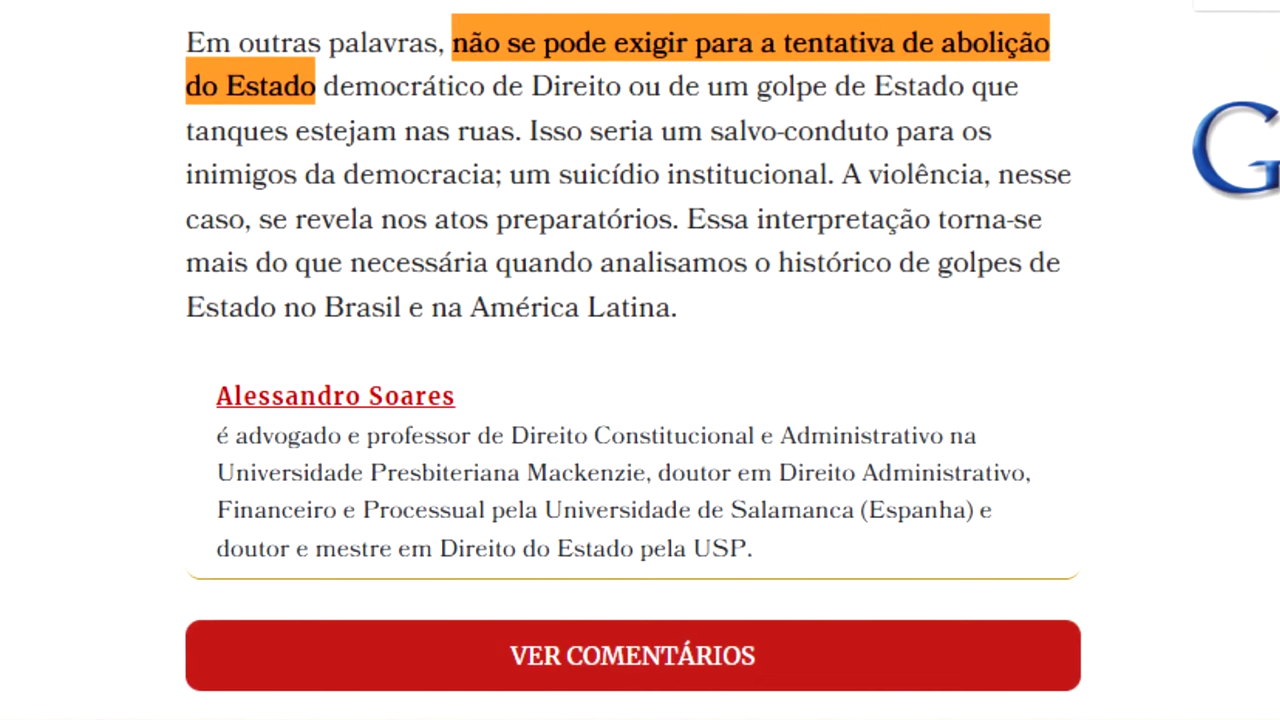 Em outras palavras, não se pode exigir para a tentativa de abolição
do Estado democrático de Direito ou de um golpe de Estado que
tanques estejam nas ruas. Isso seria um salvo-conduto para os
inimigos da democracia; um suicídio institucional. A violência, nesse
caso, se revela nos atos preparatórios. Essa interpretação torna-se
mais do que necessária quando analisamos o histórico de golpes de
Estado no Brasil e na América Latina.
Alessandro Soares
é advogado e professor de Direito Constitucional e Administrativo na
Universidade Presbiteriana Mackenzie, doutor em Direito Administrativo,
Financeiro e Processual pela Universidade de Salamanca (Espanha) e
doutor e mestre em Direito do Estado pela USP.
VER COMENTÁRIOS
G